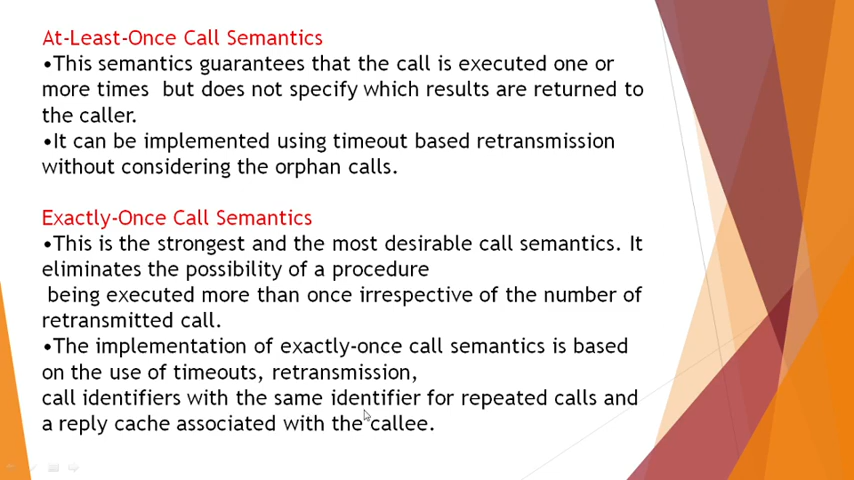 At-Least-Once Call Semantics
•This semantics guarantees that the call is executed one or
more times but does not specify which results are returned to
the caller.
•It can be implemented using timeout based retransmission
without considering the orphan calls.
Exactly-Once Call Semantics
•This is the strongest and the most desirable call semantics. It
eliminates the possibility of a procedure
being executed more than once irrespective of the number of
retransmitted call.
•The implementation of exactly-once call semantics is based
on the use of timeouts, retransmission,
call identifiers with the same identifier for repeated calls and
a reply cache associated with the callee.